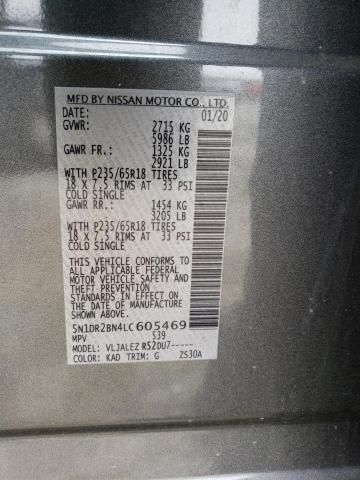 MFD BY NISSAN MOTOR CO., LTD.
DATE: 01/20
GVWR: 2715 KG
5986 LB
GAWR FR.: 1325 KG
2921 LB
WITH P235/65R18 TIRES
18 X 7.5 RIMS AT 33 PSI
COLD SINGLE
GAWR RR.: 1454 KG
3205 LB
WITH P235/65R18 TIRES
18 X 7.5 RIMS AT 33 PSI
COLD SINGLE
THIS VEHICLE CONFORMS TO
ALL APPLICABLE FEDERAL
MOTOR VEHICLE SAFETY AND
THEFT PREVENTION
STANDARDS IN EFFECT ON
THE DATE OF MANUFACTURE
SHOWN ABOVE.
5N1DR2BN4LC605469
MPV 539
MODEL: VLJALEZ R52DU7-----
COLOR: KAD TRIM: G ZS30A